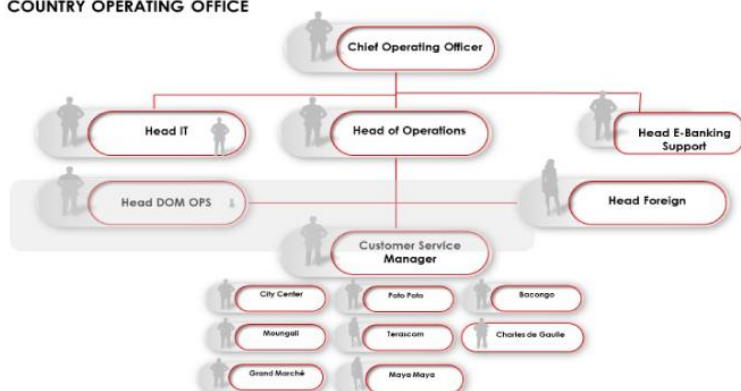 COUNTRY OPERATING OFFICE
Chief Operating Officer
Head IT
Head of Operations
Head E-Banking
Support
Head DOM OPS
Head Foreign
Customer Service
Manager
City Center
Poto Poto
Bacongo
Moungali
Terascom
Charles de Gaulle
Grand Marché
Maya Maya